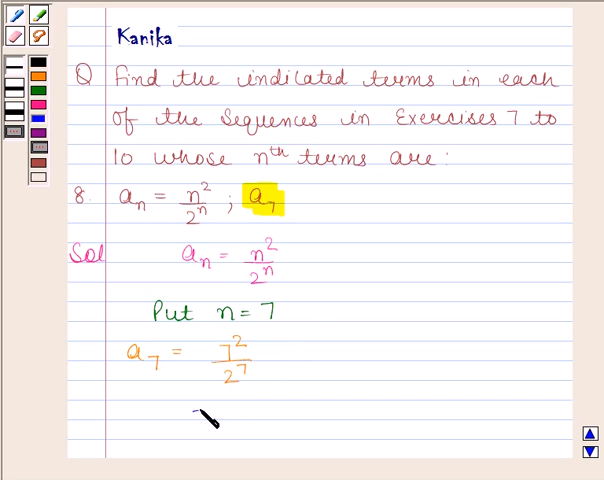 Kanika
Q Find the indicated terms in each
of the Sequences in Exercises 7 to
10 whose nth terms are:
8. aₙ = n²/2ⁿ ; a₇
Sol aₙ = n²/2ⁿ
Put n = 7
a₇ = 7²/2⁷